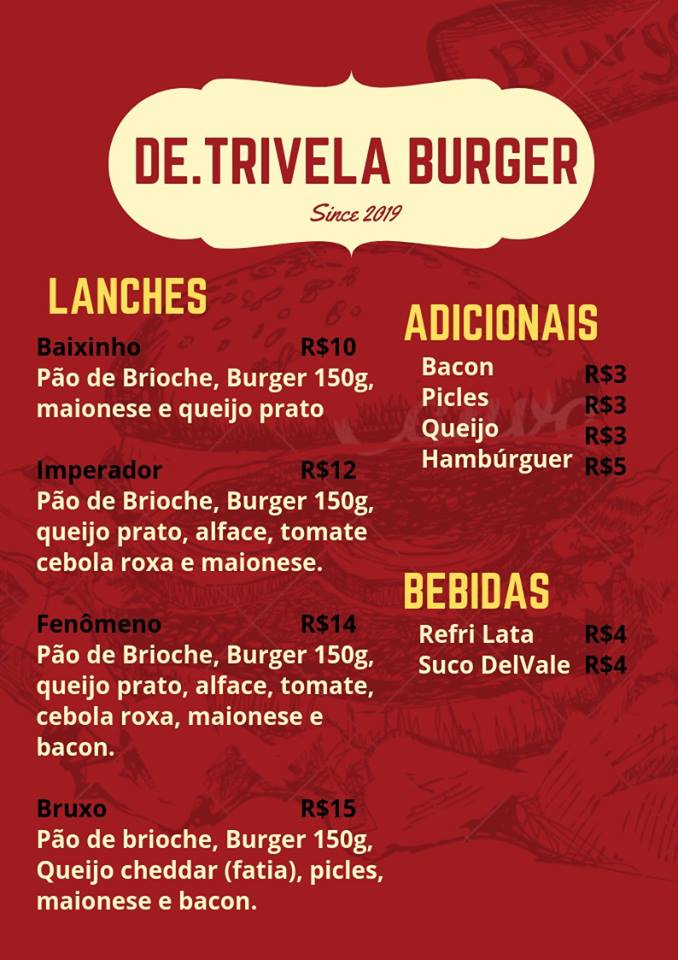 Burge
DE.TRIVELA BURGER
Since 2019
LANCHES
Baixinho R$10
Pão de Brioche, Burger 150g,
maionese e queijo prato
Imperador R$12
Pão de Brioche, Burger 150g,
queijo prato, alface, tomate
cebola roxa e maionese.
Fenômeno R$14
Pão de Brioche, Burger 150g,
queijo prato, alface, tomate,
cebola roxa, maionese e
bacon.
Bruxo R$15
Pão de brioche, Burger 150g,
Queijo cheddar (fatia), picles,
maionese e bacon.
ADICIONAIS
Bacon R$3
Picles R$3
Queijo R$3
Hambúrguer R$5
BEBIDAS
Refri Lata R$4
Suco DelVale R$4
Canva